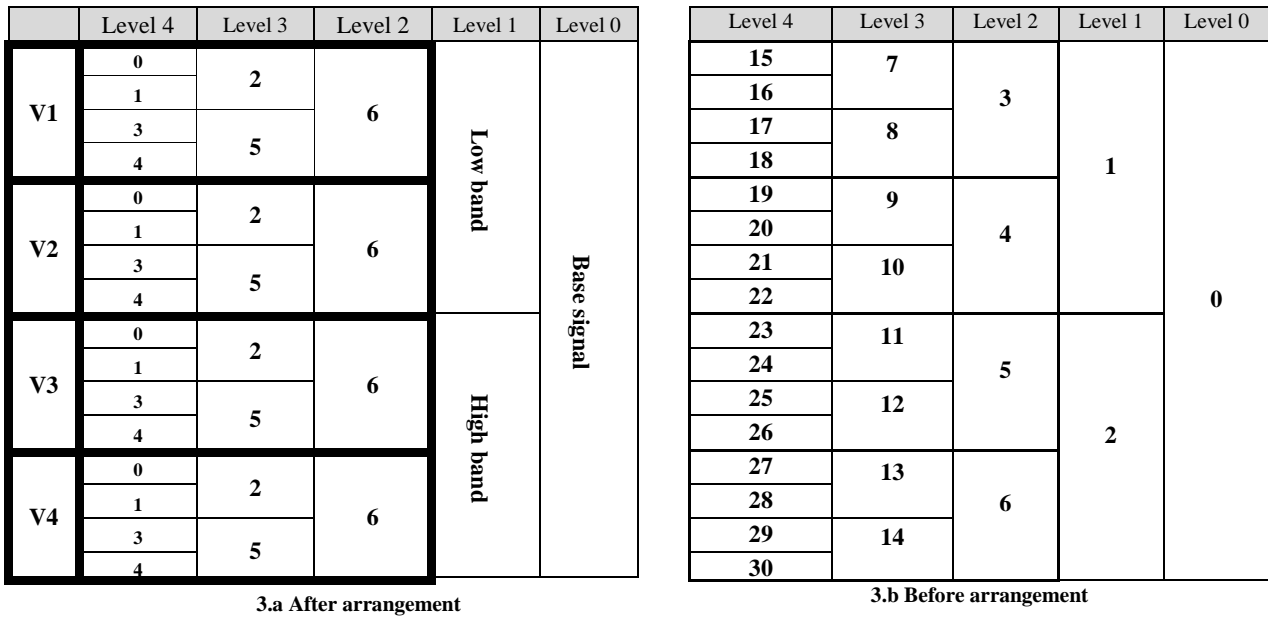 Level 4 Level 3 Level 2 Level 1 Level 0
V1 0 2 6 Low band Base signal
1
3 5
4
V2 0 2 6
1
3 5
4
V3 0 2 6 High band
1
3 5
4
V4 0 2 6
1
3 5
4
3.a After arrangement
Level 4 Level 3 Level 2 Level 1 Level 0
15 7 3 1 0
16
17 8
18
19 9 4
20
21 10
22
23 11 5 2
24
25 12
26
27 13 6
28
29 14
30
3.b Before arrangement